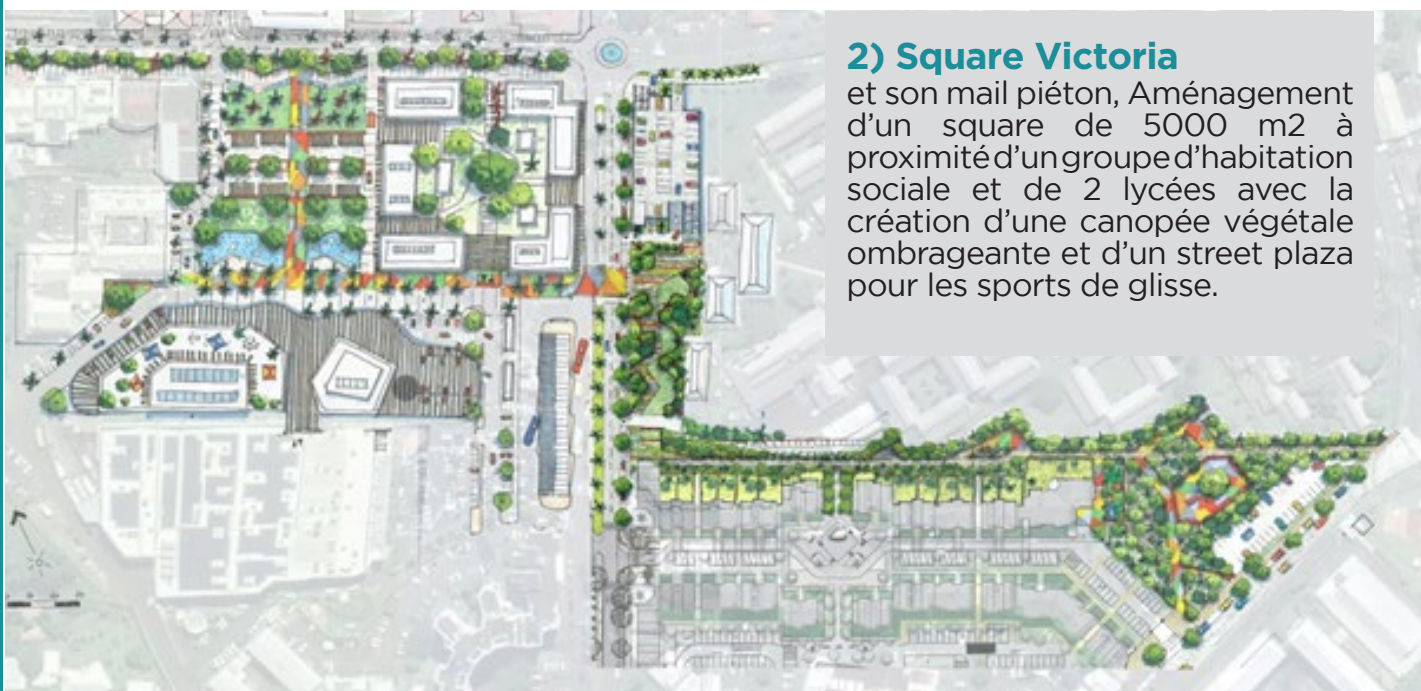 2) Square Victoria
et son mail piéton, Aménagement
d'un square de 5000 m2 à
proximité d'un groupe d'habitation
sociale et de 2 lycées avec la
création d'une canopée végétale
ombrageante et d'un street plaza
pour les sports de glisse.